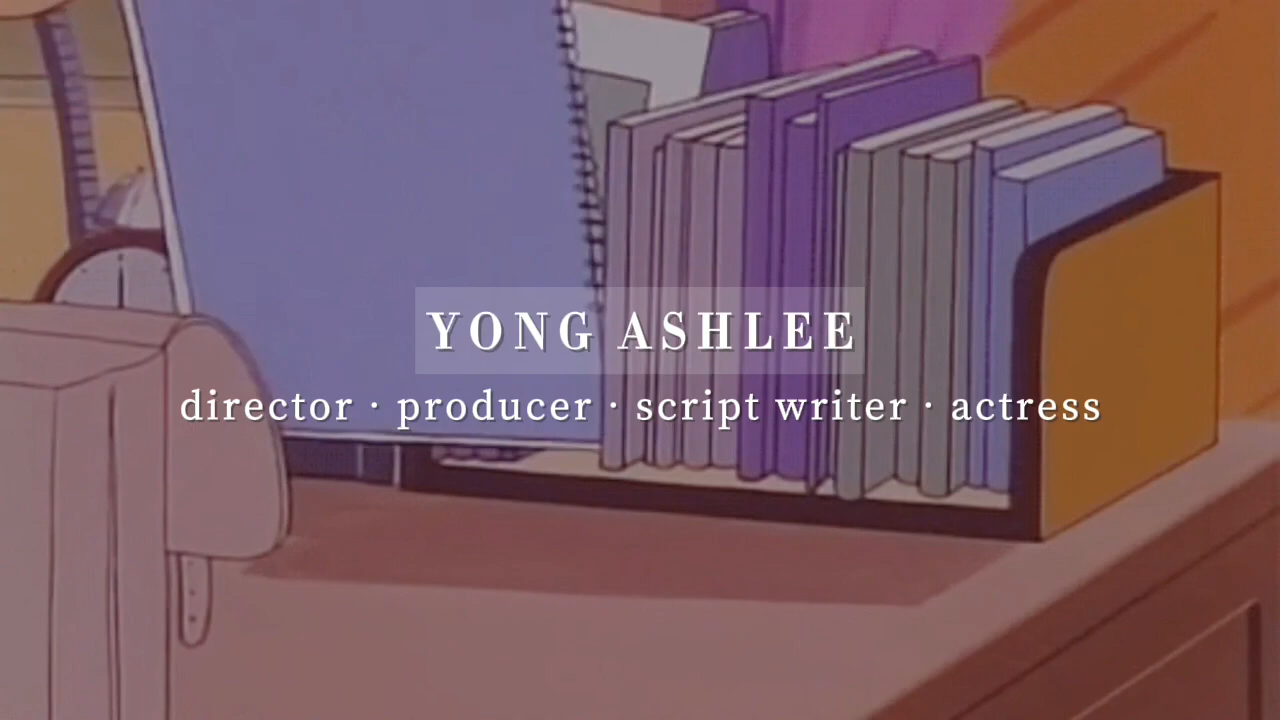 YONG ASHLEE
director · producer · script writer · actress